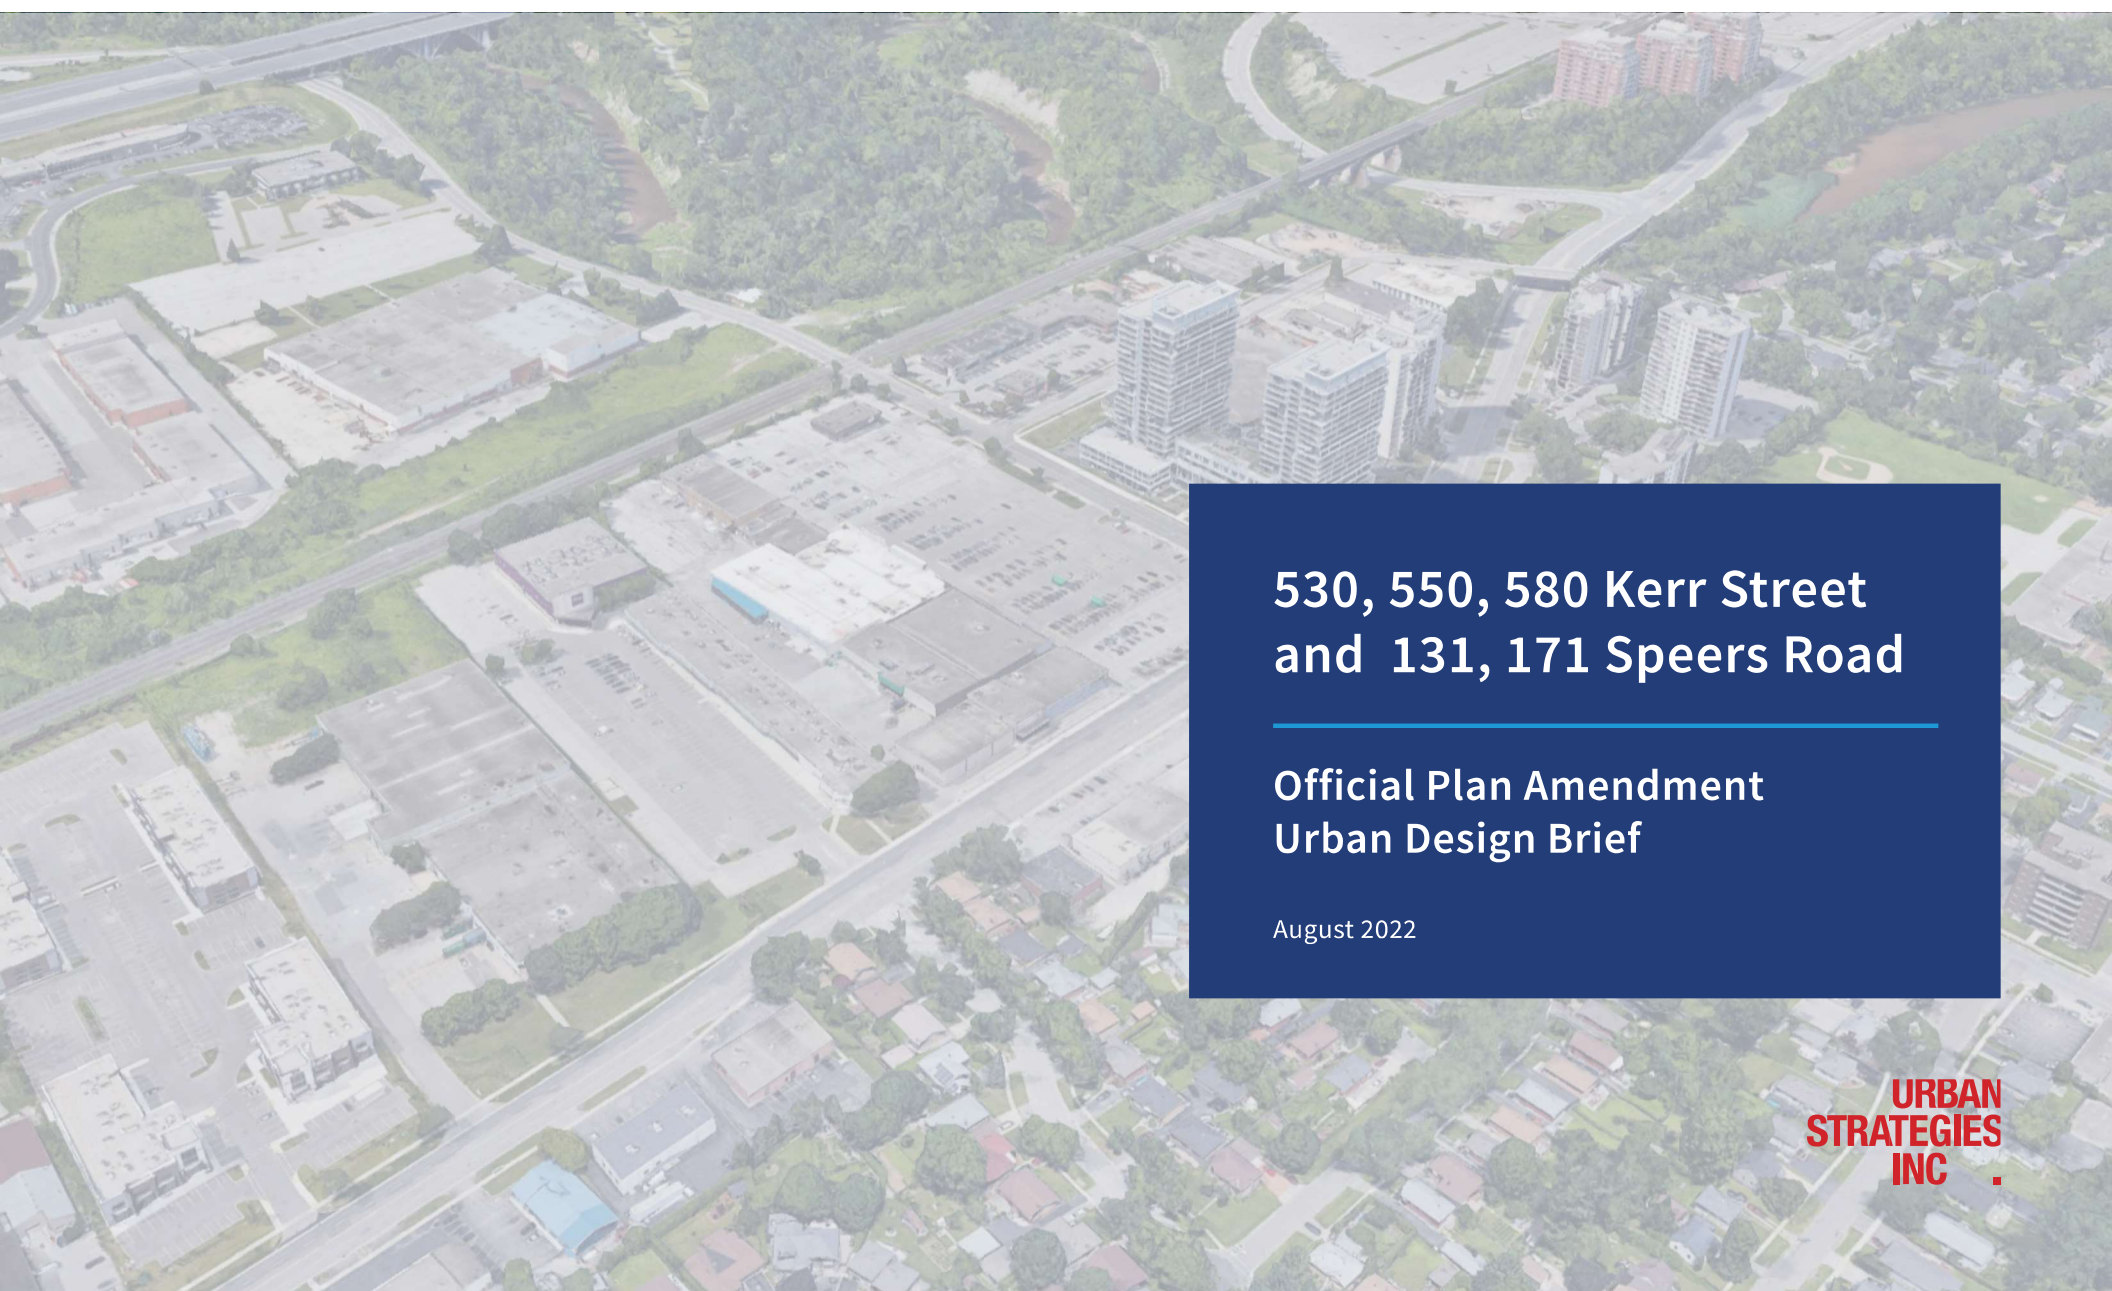 530, 550, 580 Kerr Street
and 131, 171 Speers Road
Official Plan Amendment
Urban Design Brief
August 2022
URBAN
STRATEGIES
INC .